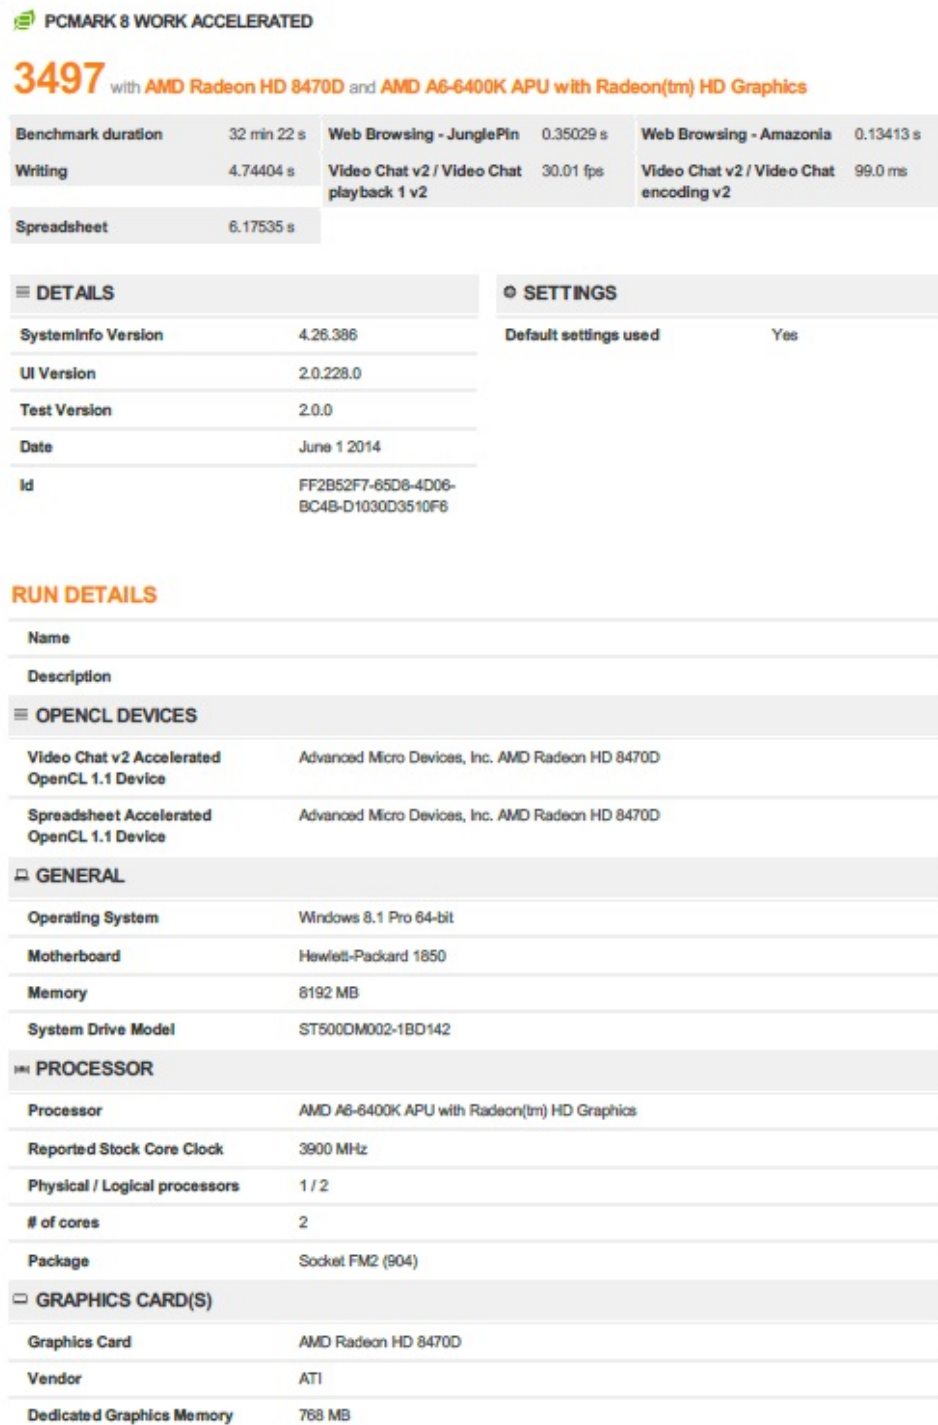 PCMARK 8 WORK ACCELERATED
3497 with AMD Radeon HD 8470D and AMD A6-6400K APU with Radeon(tm) HD Graphics
Benchmark duration 32 min 22 s Web Browsing - JunglePin 0.35029 s Web Browsing - Amazonia 0.13413 s
Writing 4.74404 s Video Chat v2 / Video Chat 30.01 fps Video Chat v2 / Video Chat 99.0 ms
playback 1 v2 encoding v2
Spreadsheet 6.17535 s
DETAILS
SystemInfo Version 4.26.386
UI Version 2.0.228.0
Test Version 2.0.0
Date June 1 2014
Id FF2B52F7-65D8-4D06-
BC4B-D1030D3510F6
SETTINGS
Default settings used Yes
RUN DETAILS
Name
Description
OPENCL DEVICES
Video Chat v2 Accelerated Advanced Micro Devices, Inc. AMD Radeon HD 8470D
OpenCL 1.1 Device
Spreadsheet Accelerated Advanced Micro Devices, Inc. AMD Radeon HD 8470D
OpenCL 1.1 Device
GENERAL
Operating System Windows 8.1 Pro 64-bit
Motherboard Hewlett-Packard 1850
Memory 8192 MB
System Drive Model ST500DM002-1BD142
PROCESSOR
Processor AMD A6-6400K APU with Radeon(tm) HD Graphics
Reported Stock Core Clock 3900 MHz
Physical / Logical processors 1 / 2
# of cores 2
Package Socket FM2 (904)
GRAPHICS CARD(S)
Graphics Card AMD Radeon HD 8470D
Vendor ATI
Dedicated Graphics Memory 768 MB